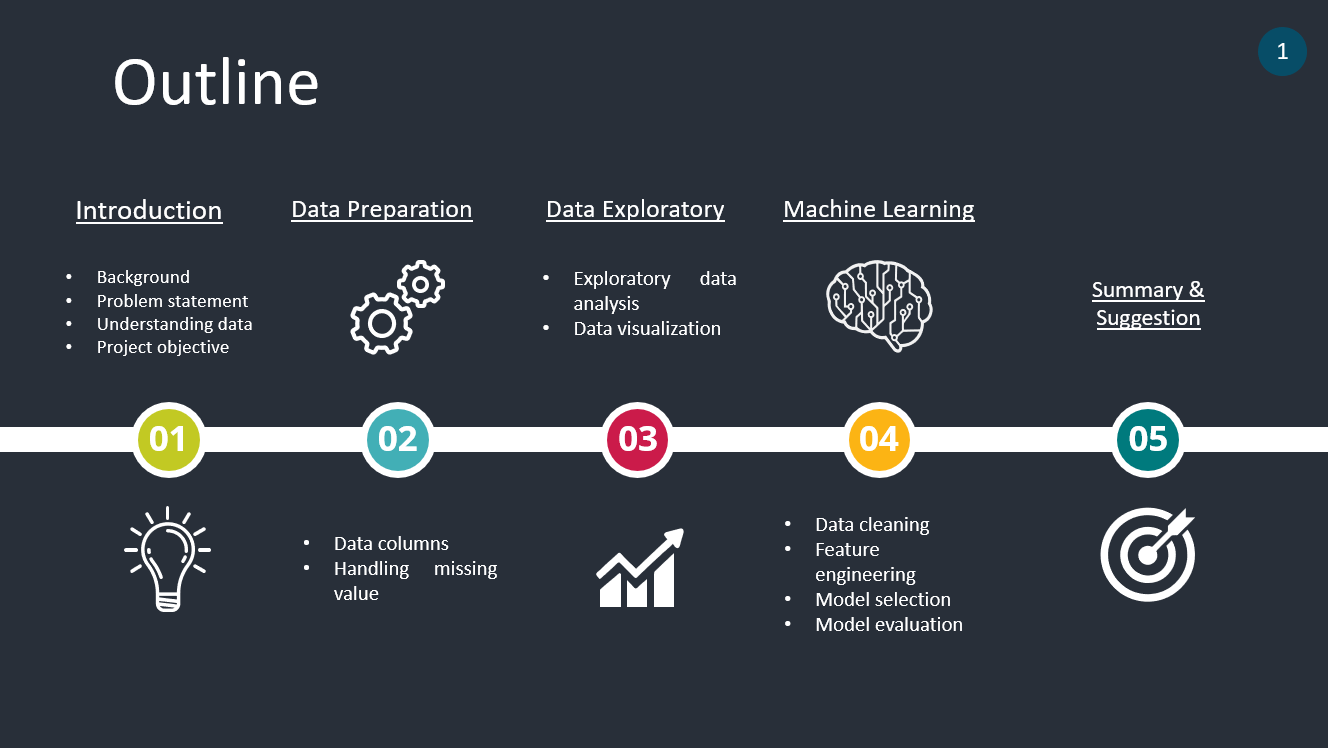 1
Outline
Introduction
• Background
• Problem statement
• Understanding data
• Project objective
01
Data Preparation
02
• Data columns
• Handling missing
value
Data Exploratory
• Exploratory data
analysis
• Data visualization
03
Machine Learning
04
• Data cleaning
• Feature
engineering
• Model selection
• Model evaluation
Summary &
Suggestion
05